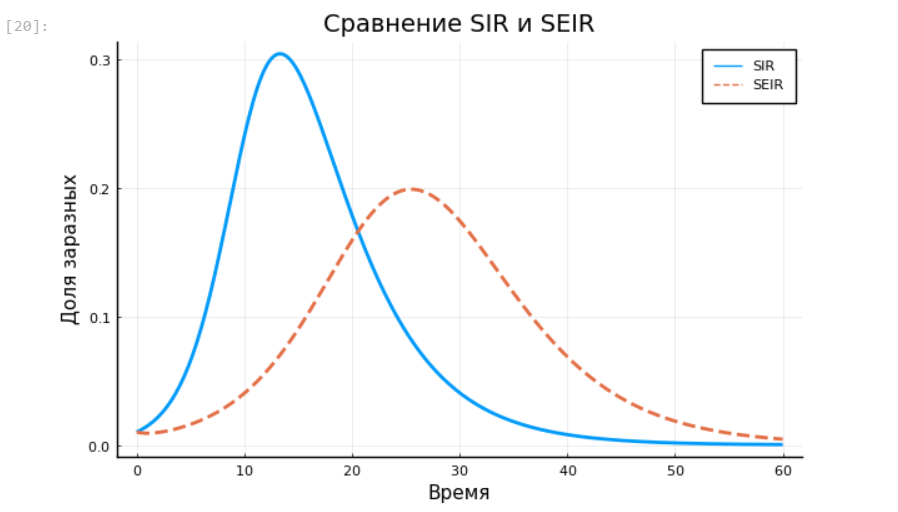 [20]:
Сравнение SIR и SEIR
SIR
SEIR
Доля заразных
0.3
0.2
0.1
0.0
0 10 20 30 40 50 60
Время